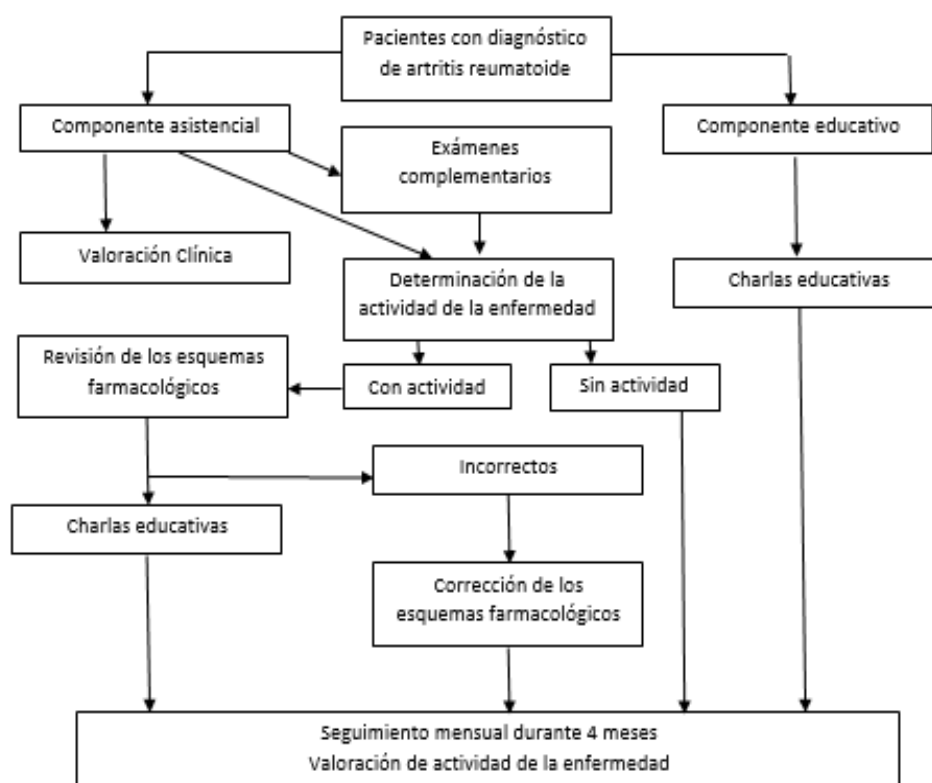 Pacientes con diagnóstico
de artritis reumatoide
Componente asistencial
Componente educativo
Exámenes
complementarios
Valoración Clínica
Determinación de la
actividad de la enfermedad
Charlas educativas
Revisión de los esquemas
farmacológicos
Con actividad
Sin actividad
Incorrectos
Charlas educativas
Corrección de los
esquemas farmacológicos
Seguimiento mensual durante 4 meses
Valoración de actividad de la enfermedad